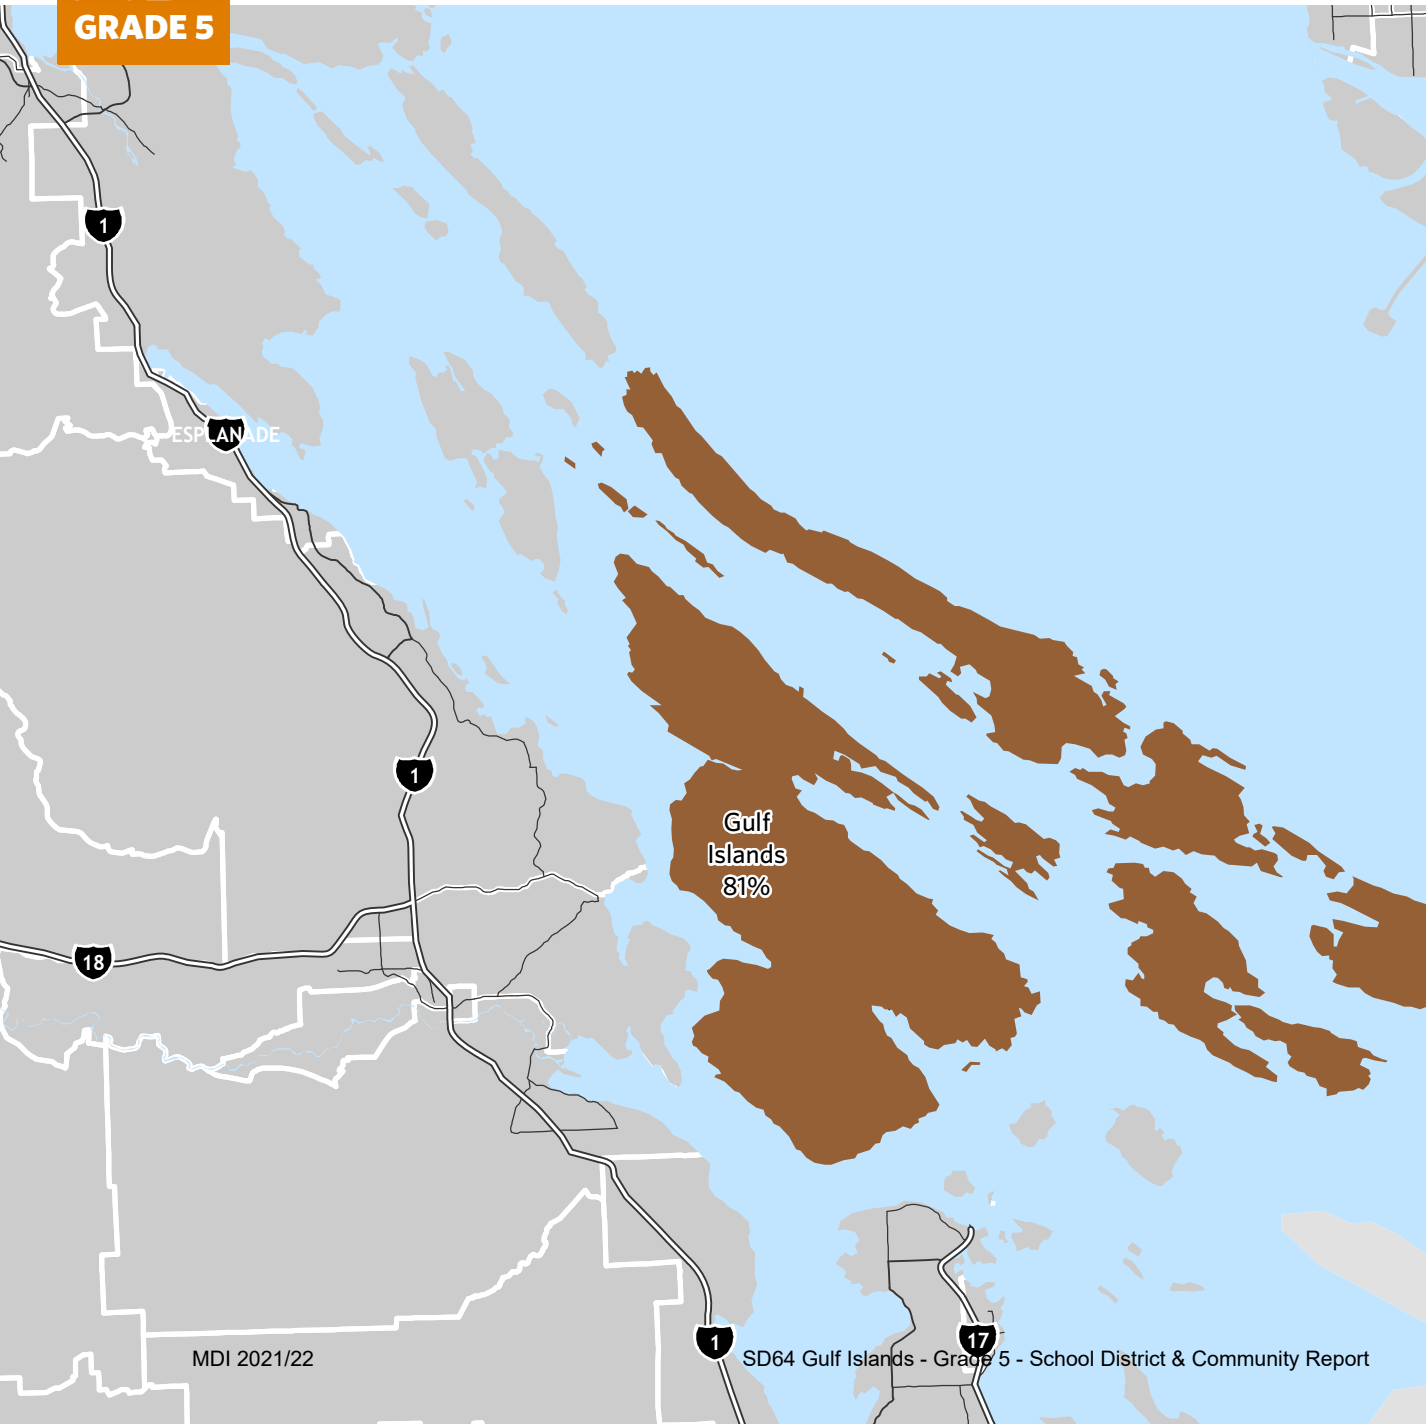 GRADE 5
1
ESPLANADE
1
Gulf
Islands
81%
18
1
17
MDI 2021/22
SD64 Gulf Islands - Grade 5 - School District & Community Report